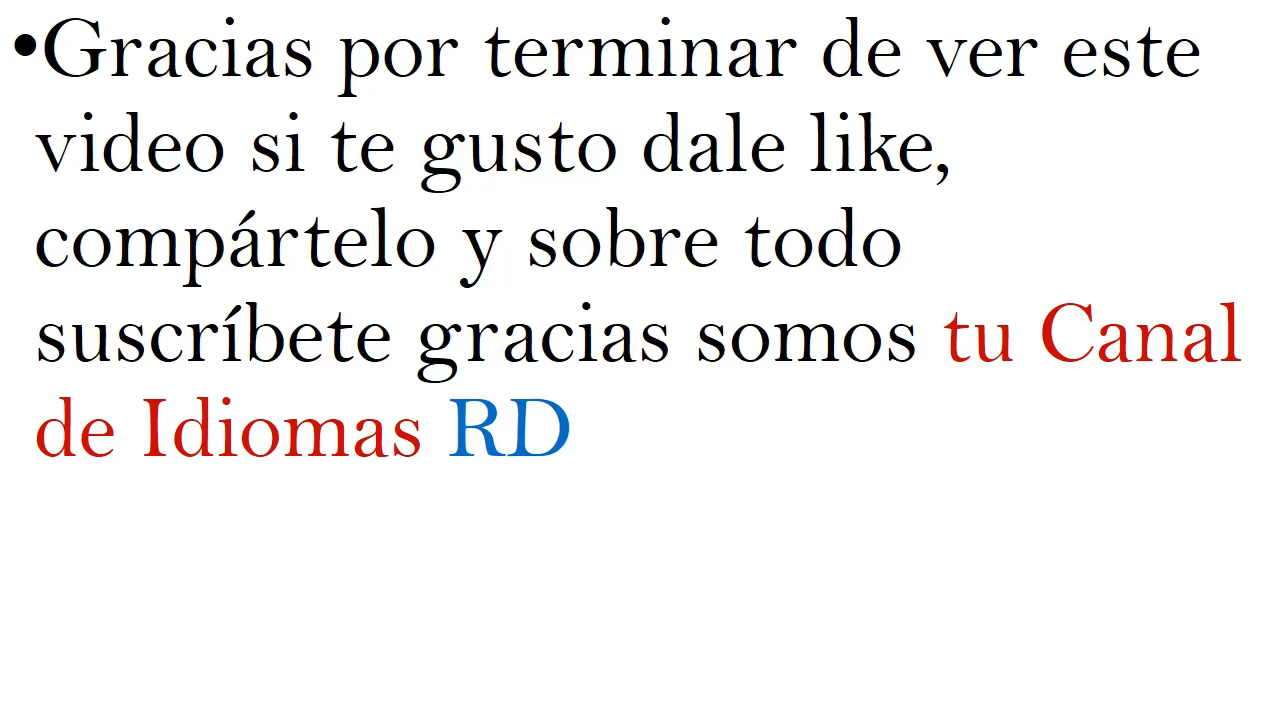 •Gracias por terminar de ver este
video si te gusto dale like,
compártelo y sobre todo
suscríbete gracias somos tu Canal
de Idiomas RD